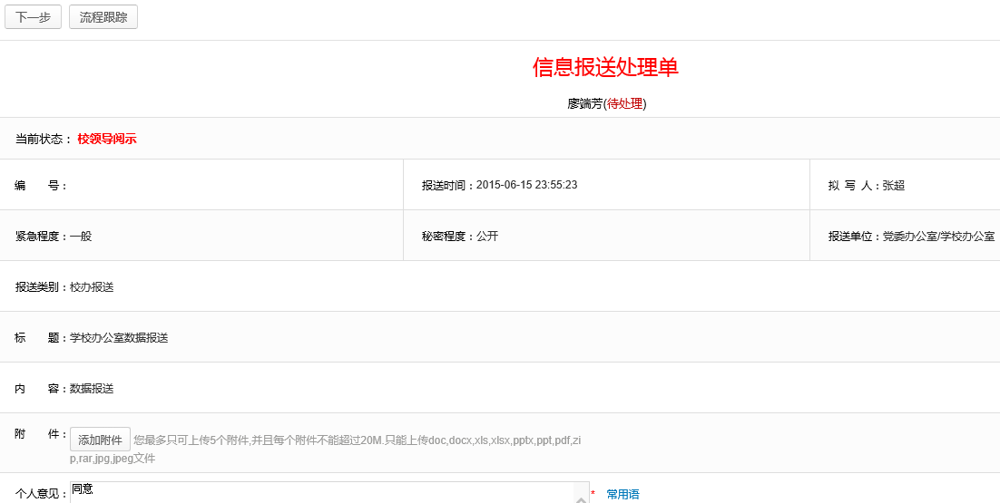 下一步 流程跟踪
信息报送处理单
廖端芳(待处理)
当前状态： 校领导阅示
编 号： 报送时间：2015-06-15 23:55:23 拟 写 人：张超
紧急程度：一般 秘密程度：公开 报送单位：党委办公室/学校办公室
报送类别：校办报送
标 题：学校办公室数据报送
内 容：数据报送
附 件： 添加附件 您最多只可上传5个附件,并且每个附件不能超过20M.只能上传doc,docx,xls,xlsx,pptx,ppt,pdf,zi
p,rar,jpg,jpeg文件
个人意见：同意 * 常用语